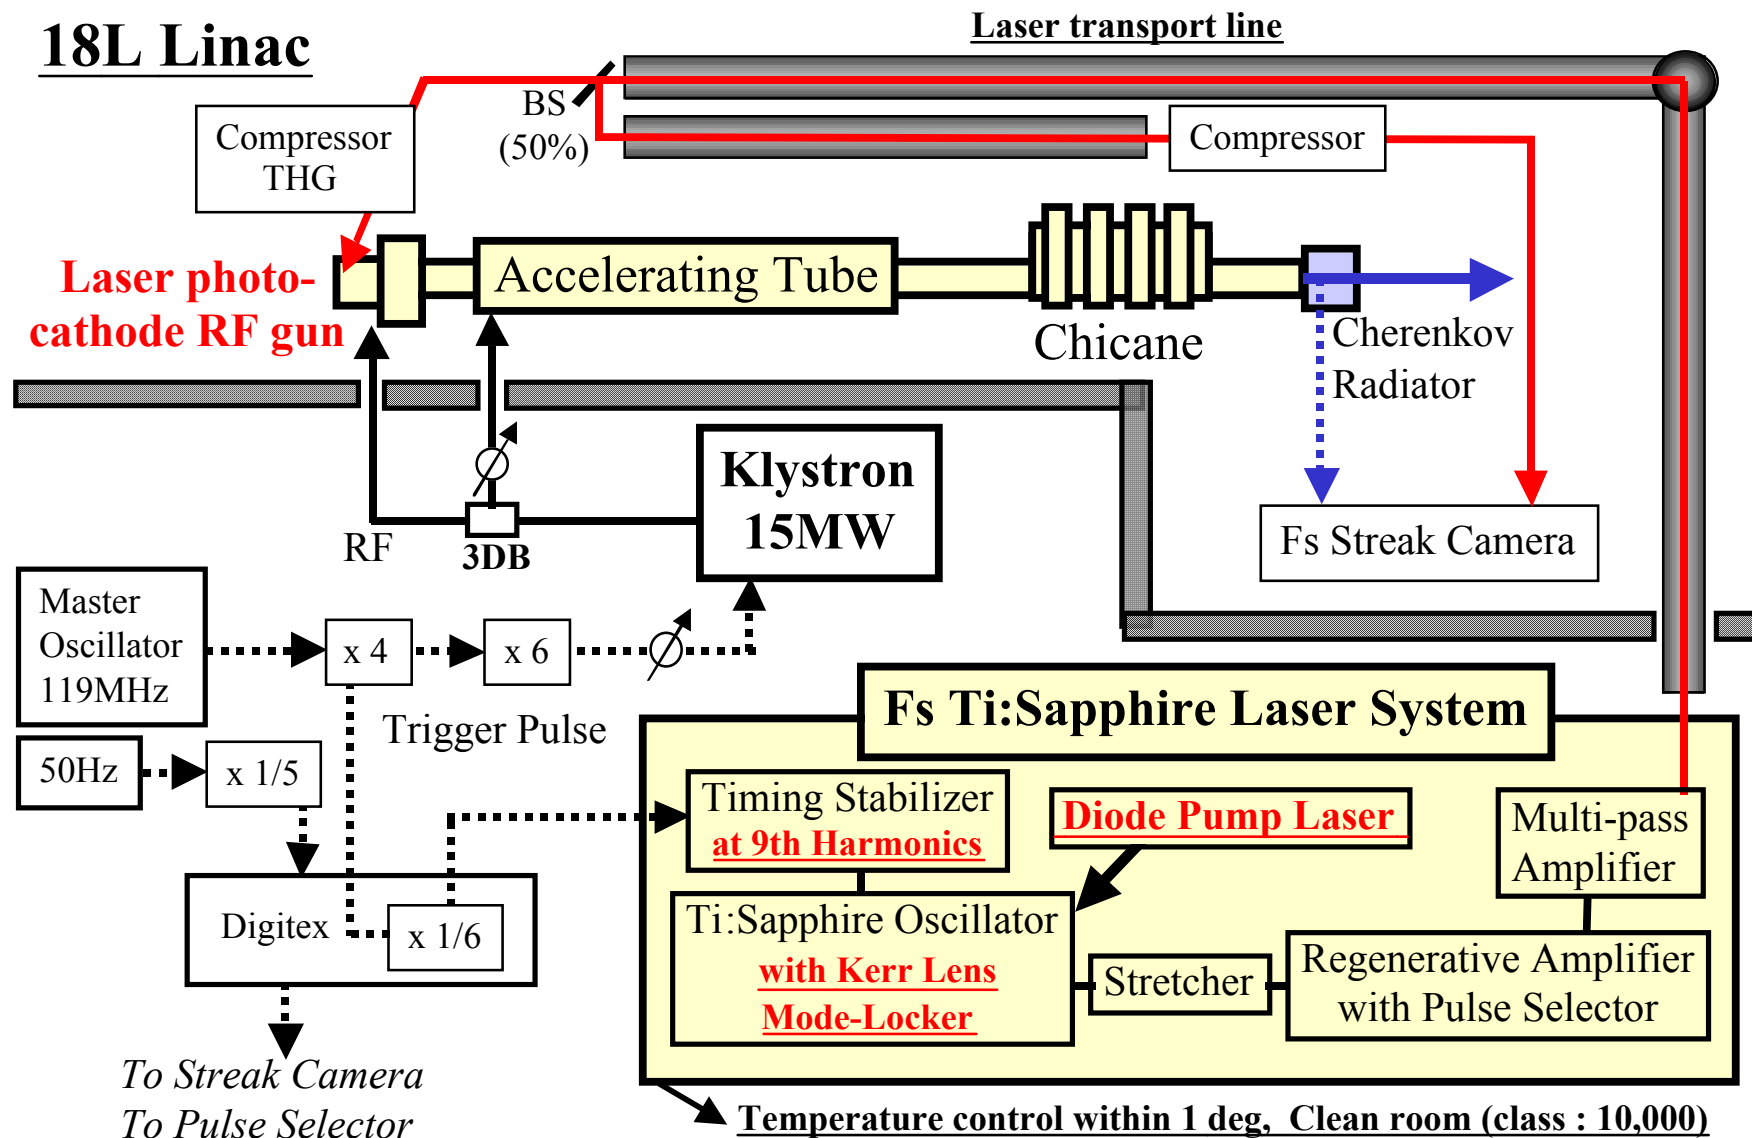 18L Linac
Laser transport line
BS
(50%)
Compressor
THG
Compressor
Laser photo-
cathode RF gun
Accelerating Tube
Chicane
Cherenkov
Radiator
Klystron
15MW
RF
3DB
Fs Streak Camera
Master
Oscillator
119MHz
x 4
x 6
Trigger Pulse
50Hz
x 1/5
Digitex
x 1/6
To Streak Camera
To Pulse Selector
Fs Ti:Sapphire Laser System
Timing Stabilizer
at 9th Harmonics
Diode Pump Laser
Multi-pass
Amplifier
Ti:Sapphire Oscillator
with Kerr Lens
Mode-Locker
Stretcher
Regenerative Amplifier
with Pulse Selector
Temperature control within 1 deg, Clean room (class : 10,000)